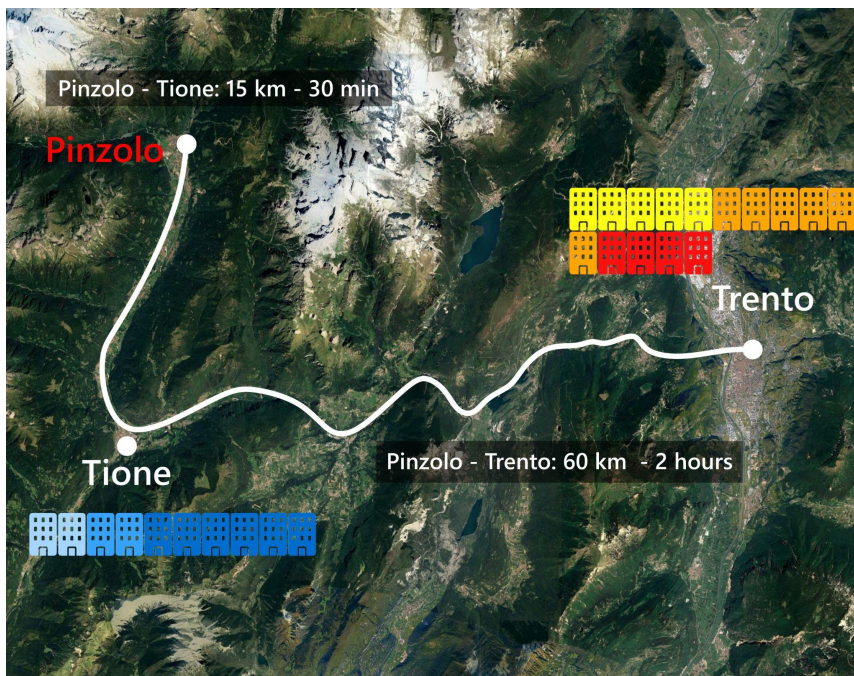 Pinzolo - Tione: 15 km - 30 min
Pinzolo
Trento
Pinzolo - Trento: 60 km - 2 hours
Tione